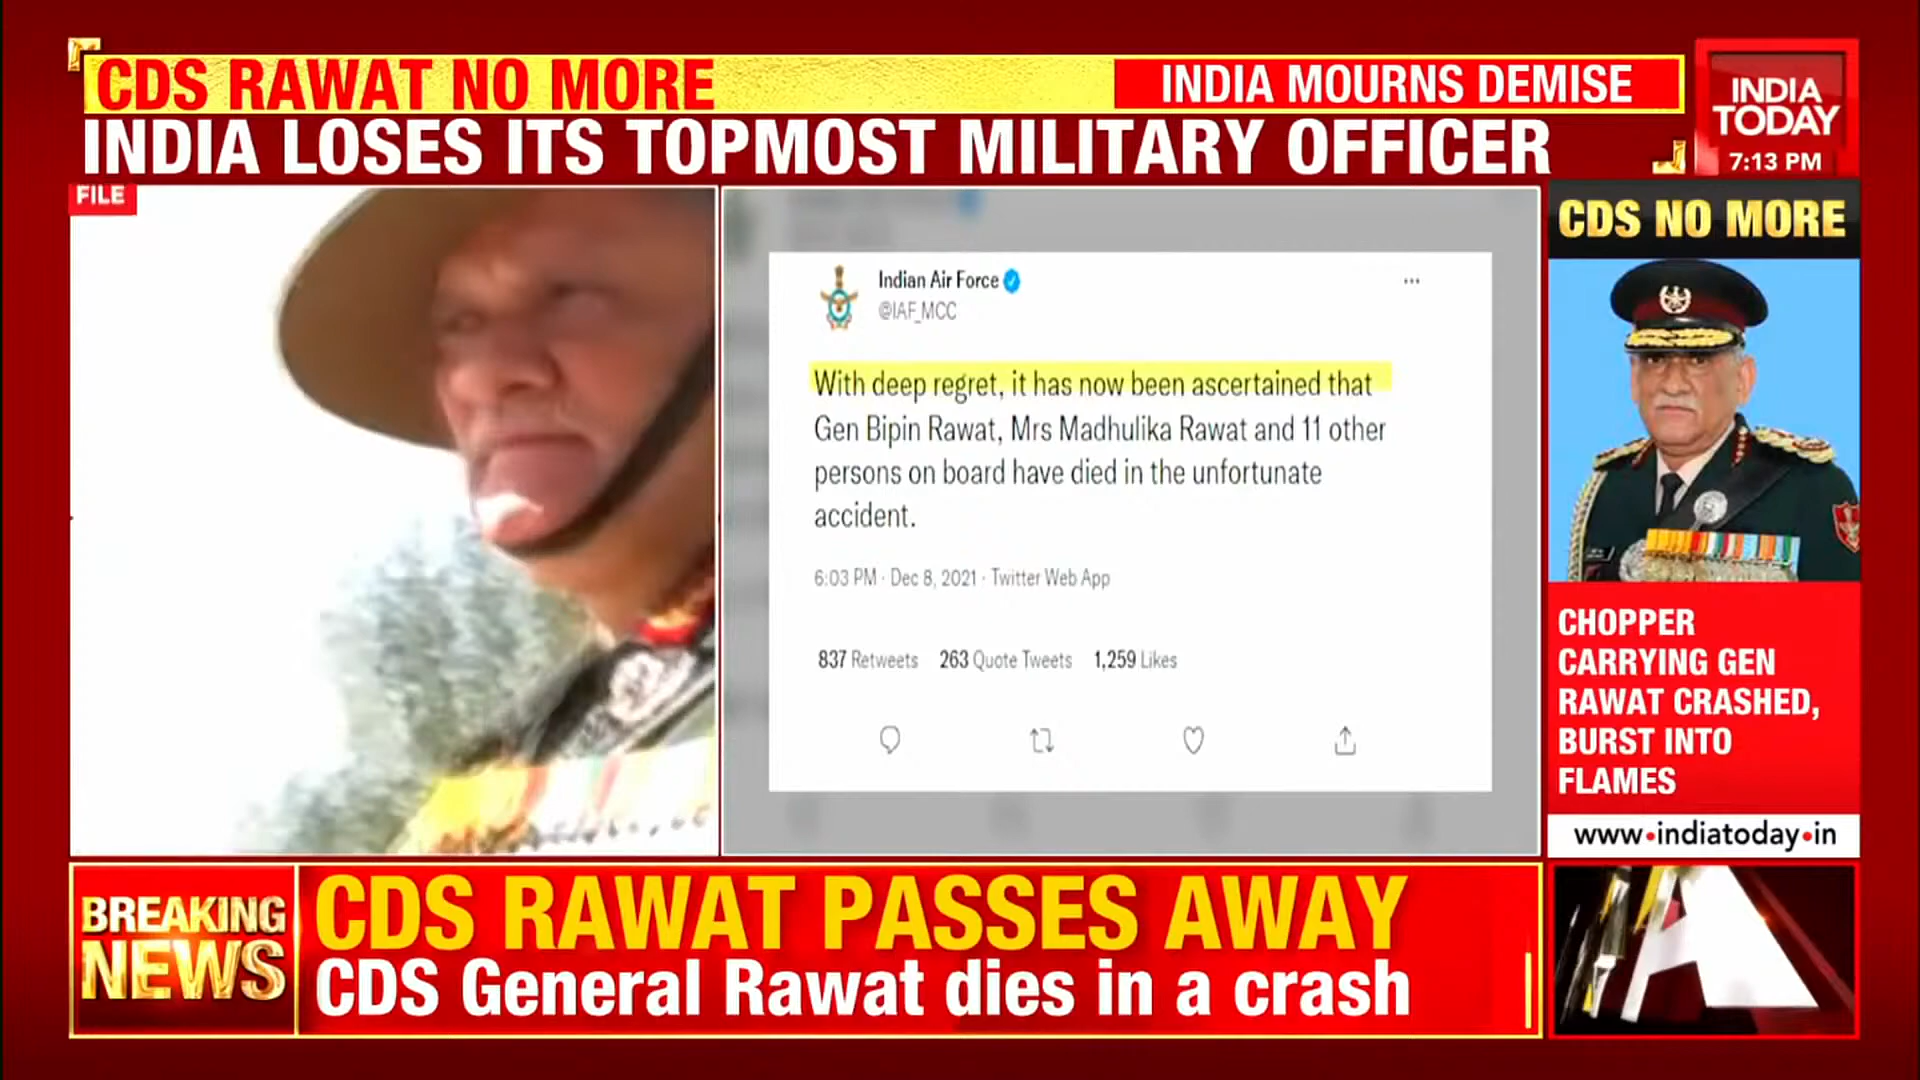 CDS RAWAT NO MORE
INDIA MOURNS DEMISE
INDIA LOSES ITS TOPMOST MILITARY OFFICER
INDIA
TODAY
7:13 PM
FILE
Indian Air Force
@IAF_MCC
With deep regret, it has now been ascertained that
Gen Bipin Rawat, Mrs Madhulika Rawat and 11 other
persons on board have died in the unfortunate
accident.
6:03 PM · Dec 8, 2021 · Twitter Web App
837 Retweets 263 Quote Tweets 1,259 Likes
CDS NO MORE
CHOPPER
CARRYING GEN
RAWAT CRASHED,
BURST INTO
FLAMES
www.indiatoday.in
BREAKING
NEWS
CDS RAWAT PASSES AWAY
CDS General Rawat dies in a crash